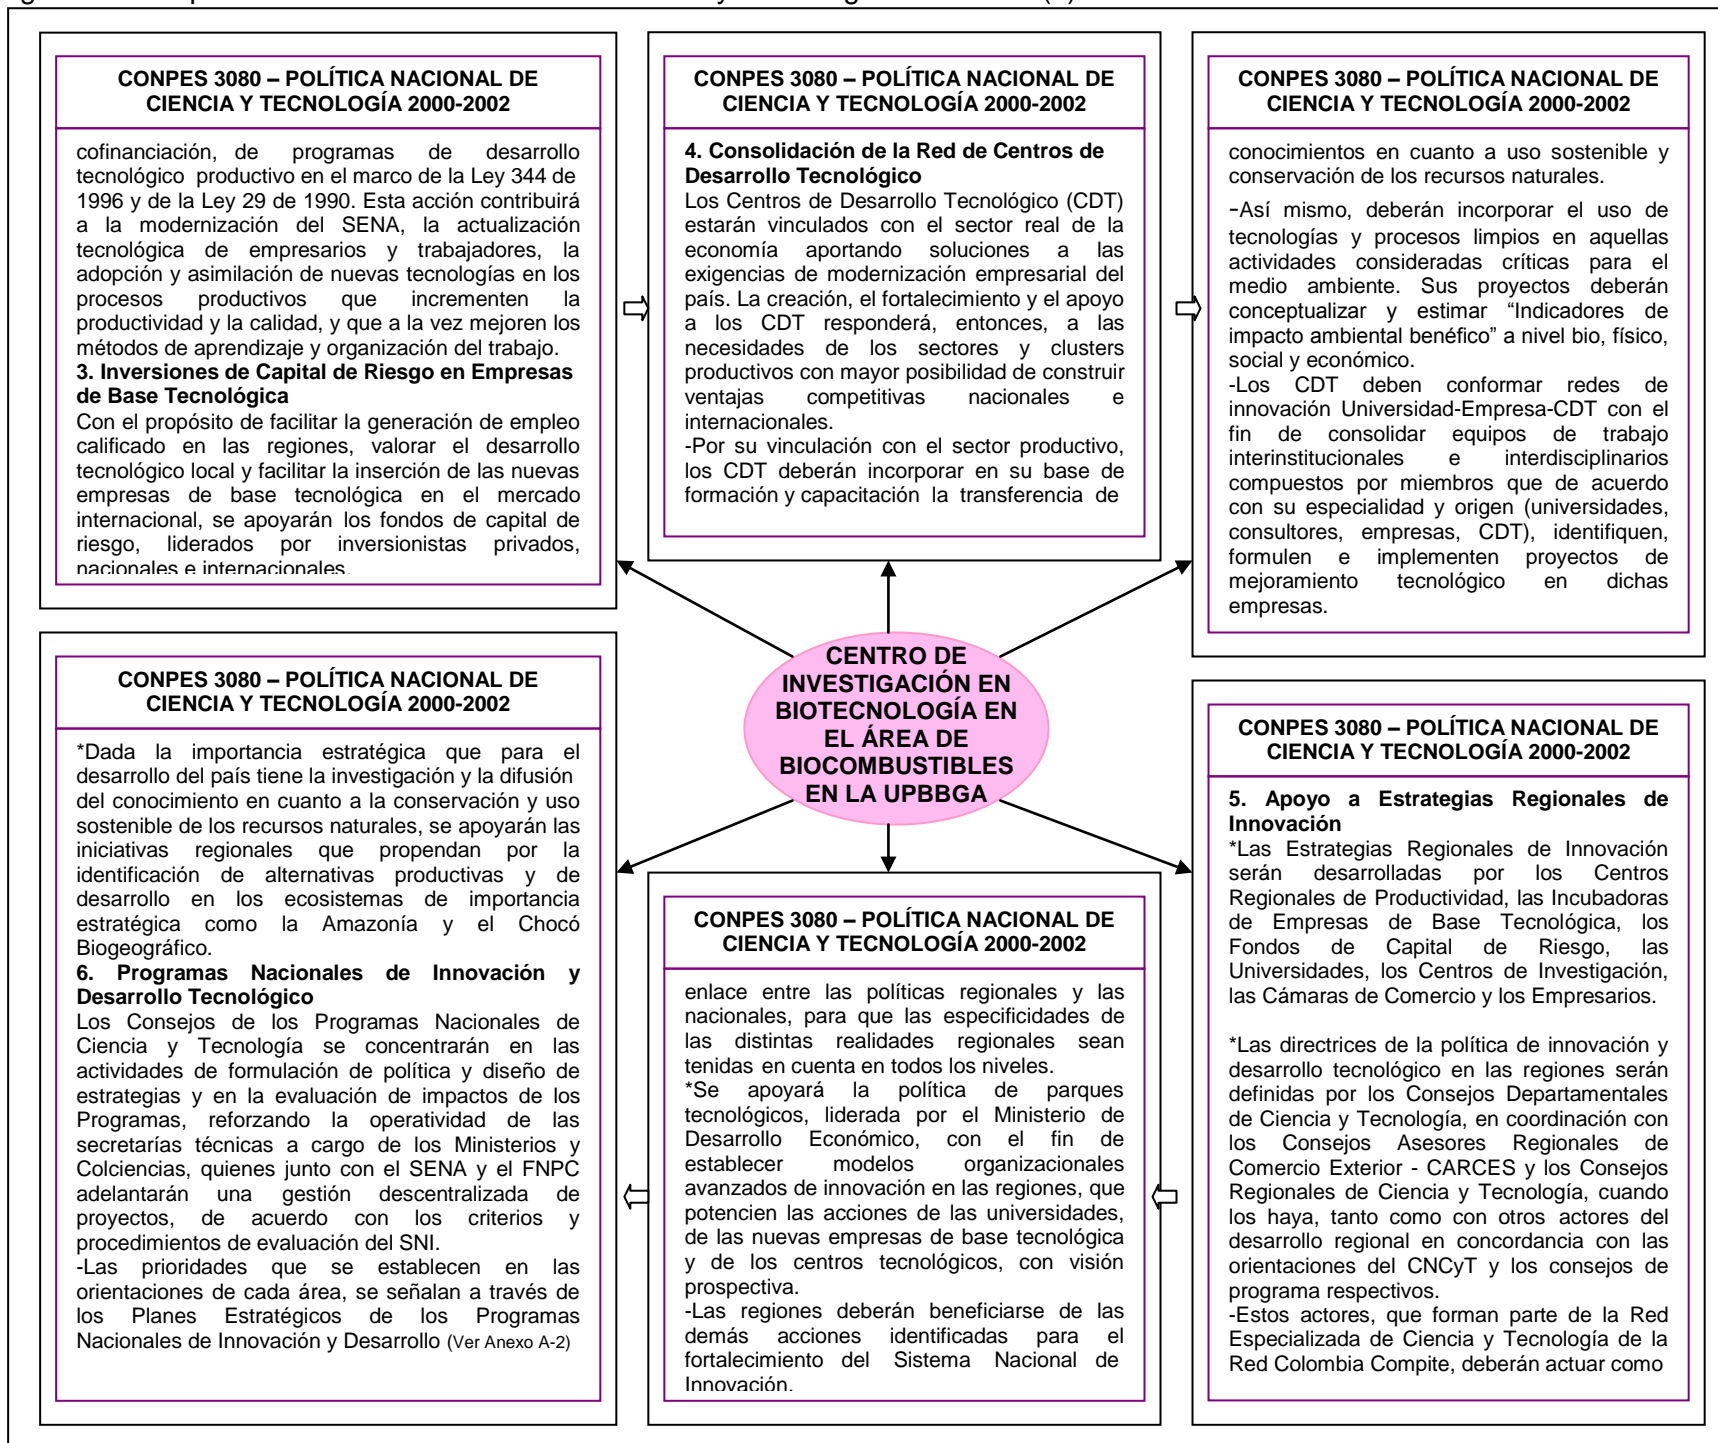 CONPES 3080 – POLÍTICA NACIONAL DE
CIENCIA Y TECNOLOGÍA 2000-2002
cofinanciación, de programas de desarrollo
tecnológico productivo en el marco de la Ley 344 de
1996 y de la Ley 29 de 1990. Esta acción contribuirá
a la modernización del SENA, la actualización
tecnológica de empresarios y trabajadores, la
adopción y asimilación de nuevas tecnologías en los
procesos productivos que incrementen la
productividad y la calidad, y que a la vez mejoren los
métodos de aprendizaje y organización del trabajo.
3. Inversiones de Capital de Riesgo en Empresas
de Base Tecnológica
Con el propósito de facilitar la generación de empleo
calificado en las regiones, valorar el desarrollo
tecnológico local y facilitar la inserción de las nuevas
empresas de base tecnológica en el mercado
internacional, se apoyarán los fondos de capital de
riesgo, liderados por inversionistas privados,
nacionales e internacionales.
CONPES 3080 – POLÍTICA NACIONAL DE
CIENCIA Y TECNOLOGÍA 2000-2002
4. Consolidación de la Red de Centros de
Desarrollo Tecnológico
Los Centros de Desarrollo Tecnológico (CDT)
estarán vinculados con el sector real de la
economía aportando soluciones a las
exigencias de modernización empresarial del
país. La creación, el fortalecimiento y el apoyo
a los CDT responderá, entonces, a las
necesidades de los sectores y clusters
productivos con mayor posibilidad de construir
ventajas competitivas nacionales e
internacionales.
-Por su vinculación con el sector productivo,
los CDT deberán incorporar en su base de
formación y capacitación la transferencia de
CONPES 3080 – POLÍTICA NACIONAL DE
CIENCIA Y TECNOLOGÍA 2000-2002
conocimientos en cuanto a uso sostenible y
conservación de los recursos naturales.
-Así mismo, deberán incorporar el uso de
tecnologías y procesos limpios en aquellas
actividades consideradas críticas para el
medio ambiente. Sus proyectos deberán
conceptualizar y estimar “Indicadores de
impacto ambiental benéfico” a nivel bio, físico,
social y económico.
-Los CDT deben conformar redes de
innovación Universidad-Empresa-CDT con el
fin de consolidar equipos de trabajo
interinstitucionales e interdisciplinarios
compuestos por miembros que de acuerdo
con su especialidad y origen (universidades,
consultores, empresas, CDT), identifiquen,
formulen e implementen proyectos de
mejoramiento tecnológico en dichas
empresas.
CENTRO DE
INVESTIGACIÓN EN
BIOTECNOLOGÍA EN
EL ÁREA DE
BIOCOMBUSTIBLES
EN LA UPBBGA
CONPES 3080 – POLÍTICA NACIONAL DE
CIENCIA Y TECNOLOGÍA 2000-2002
*Dada la importancia estratégica que para el
desarrollo del país tiene la investigación y la difusión
del conocimiento en cuanto a la conservación y uso
sostenible de los recursos naturales, se apoyarán las
iniciativas regionales que propendan por la
identificación de alternativas productivas y de
desarrollo en los ecosistemas de importancia
estratégica como la Amazonía y el Chocó
Biogeográfico.
6. Programas Nacionales de Innovación y
Desarrollo Tecnológico
Los Consejos de los Programas Nacionales de
Ciencia y Tecnología se concentrarán en las
actividades de formulación de política y diseño de
estrategias y en la evaluación de impactos de los
Programas, reforzando la operatividad de las
secretarías técnicas a cargo de los Ministerios y
Colciencias, quienes junto con el SENA y el FNPC
adelantarán una gestión descentralizada de
proyectos, de acuerdo con los criterios y
procedimientos de evaluación del SNI.
-Las prioridades que se establecen en las
orientaciones de cada área, se señalan a través de
los Planes Estratégicos de los Programas
Nacionales de Innovación y Desarrollo (Ver Anexo A-2)
CONPES 3080 – POLÍTICA NACIONAL DE
CIENCIA Y TECNOLOGÍA 2000-2002
enlace entre las políticas regionales y las
nacionales, para que las especificidades de
las distintas realidades regionales sean
tenidas en cuenta en todos los niveles.
*Se apoyará la política de parques
tecnológicos, liderada por el Ministerio de
Desarrollo Económico, con el fin de
establecer modelos organizacionales
avanzados de innovación en las regiones, que
potencien las acciones de las universidades,
de las nuevas empresas de base tecnológica
y de los centros tecnológicos, con visión
prospectiva.
-Las regiones deberán beneficiarse de las
demás acciones identificadas para el
fortalecimiento del Sistema Nacional de
Innovación.
CONPES 3080 – POLÍTICA NACIONAL DE
CIENCIA Y TECNOLOGÍA 2000-2002
5. Apoyo a Estrategias Regionales de
Innovación
*Las Estrategias Regionales de Innovación
serán desarrolladas por los Centros
Regionales de Productividad, las Incubadoras
de Empresas de Base Tecnológica, los
Fondos de Capital de Riesgo, las
Universidades, los Centros de Investigación,
las Cámaras de Comercio y los Empresarios.
*Las directrices de la política de innovación y
desarrollo tecnológico en las regiones serán
definidas por los Consejos Departamentales
de Ciencia y Tecnología, en coordinación con
los Consejos Asesores Regionales de
Comercio Exterior - CARCES y los Consejos
Regionales de Ciencia y Tecnología, cuando
los haya, tanto como con otros actores del
desarrollo regional en concordancia con las
orientaciones del CNCyT y los consejos de
programa respectivos.
-Estos actores, que forman parte de la Red
Especializada de Ciencia y Tecnología de la
Red Colombia Compite, deberán actuar como